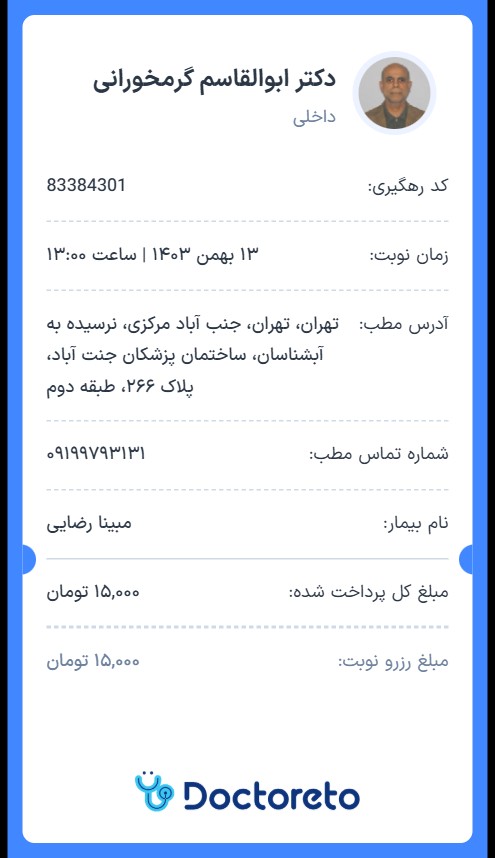 دکتر ابوالقاسم گرمخورانی
داخلی
کد رهگیری: 83384301
زمان نوبت: ۱۳ بهمن ۱۴۰۳ | ساعت ۱۳:۰۰
آدرس مطب: تهران، تهران، جنب آباد مرکزی، نرسیده به
آبشناسان، ساختمان پزشکان جنت آباد،
پلاک ۲۶۶، طبقه دوم
شماره تماس مطب: ۰۹۱۹۹۷۹۳۱۳۱
نام بیمار: مبینا رضایی
مبلغ کل پرداخت شده: ۱۵,۰۰۰ تومان
مبلغ رزرو نوبت: ۱۵,۰۰۰ تومان
Doctoreto